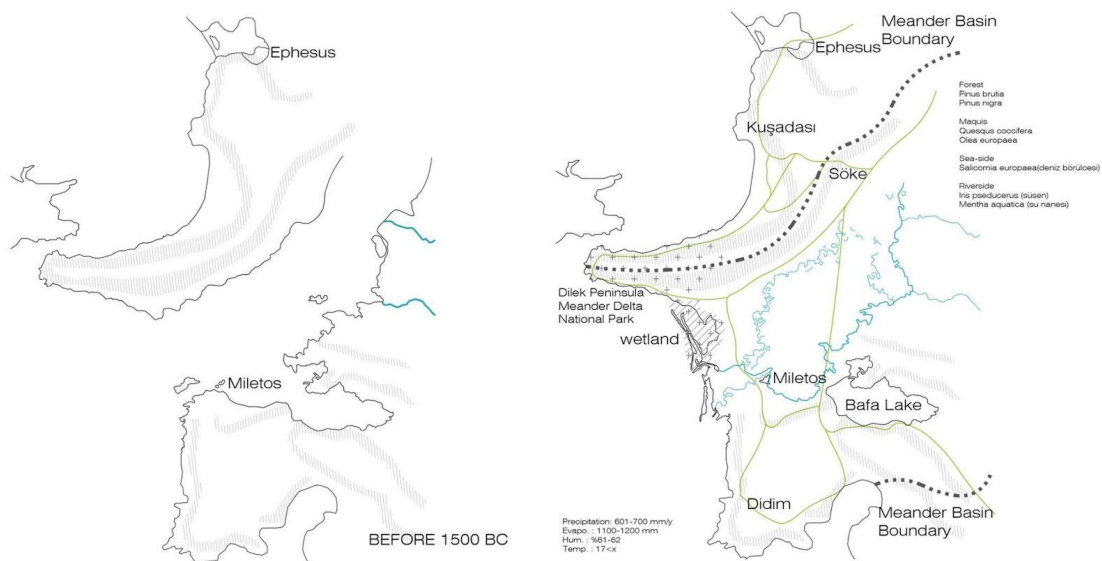 Ephesus
Miletos
BEFORE 1500 BC
Meander Basin
Boundary
Ephesus
Forest
Pinus brutia
Pinus nigra
Maquis
Quesqus coccifera
Olea europaea
Sea-side
Salicornia europaea(deniz börülcesi)
Riverside
Iris pseducerus (süsen)
Mentha aquatica (su nanesi)
Kuşadası
Söke
Dilek Peninsula
Meander Delta
National Park
wetland
Miletos
Bafa Lake
Didim
Meander Basin
Boundary
Precipitation: 601-700 mm/y
Evapo. : 1100-1200 mm
Hum. : %61-62
Temp. : 17<x